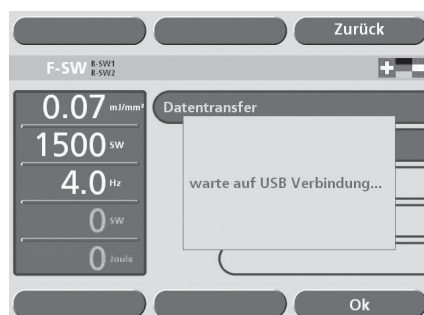 Zurück
F-SW R-SW1
R-SW2
0.07 mJ/mm²
Datentransfer
1500 SW
4.0 Hz
warte auf USB Verbindung...
0 SW
0 Joule
Ok